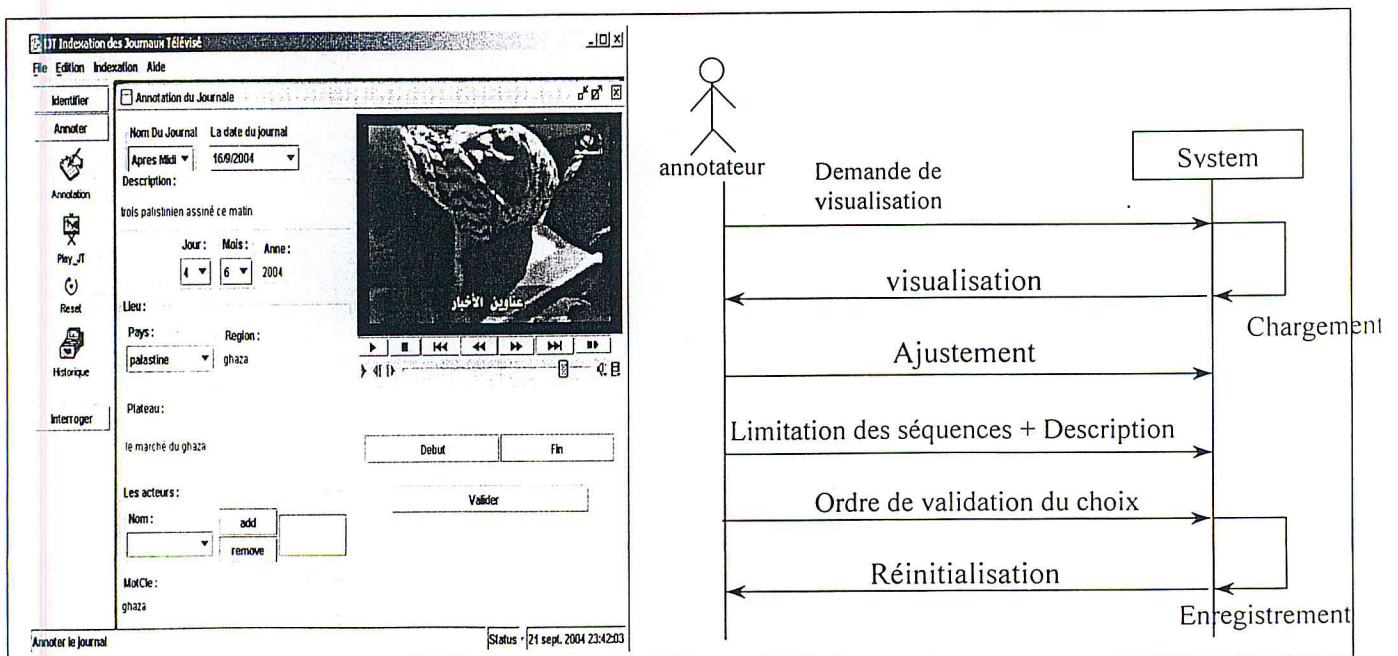 IJT Indexation des Journaux Télévisé
File Edition Indexation Aide
Identifier
Annoter
Annotation
Play_JT
Reset
Historique
Interroger
Annotation du Journale
Nom Du Journal La date du journal
Apres Midi 16/9/2004
Description :
trois palistinien assiné ce matin
Jour : Mois : Anne :
4 6 2004
Lieu :
Pays : Region :
palastine ghaza
Plateau :
le marché du ghaza
Les acteurs :
Nom :
add
remove
MotCle :
ghaza
عناوين الأخبار
Debut Fin
Valider
Annoter le journal
Status - 21 sept. 2004 23:42:03
annotateur
System
Demande de
visualisation
visualisation
Chargement
Ajustement
Limitation des séquences + Description
Ordre de validation du choix
Réinitialisation
Enregistrement